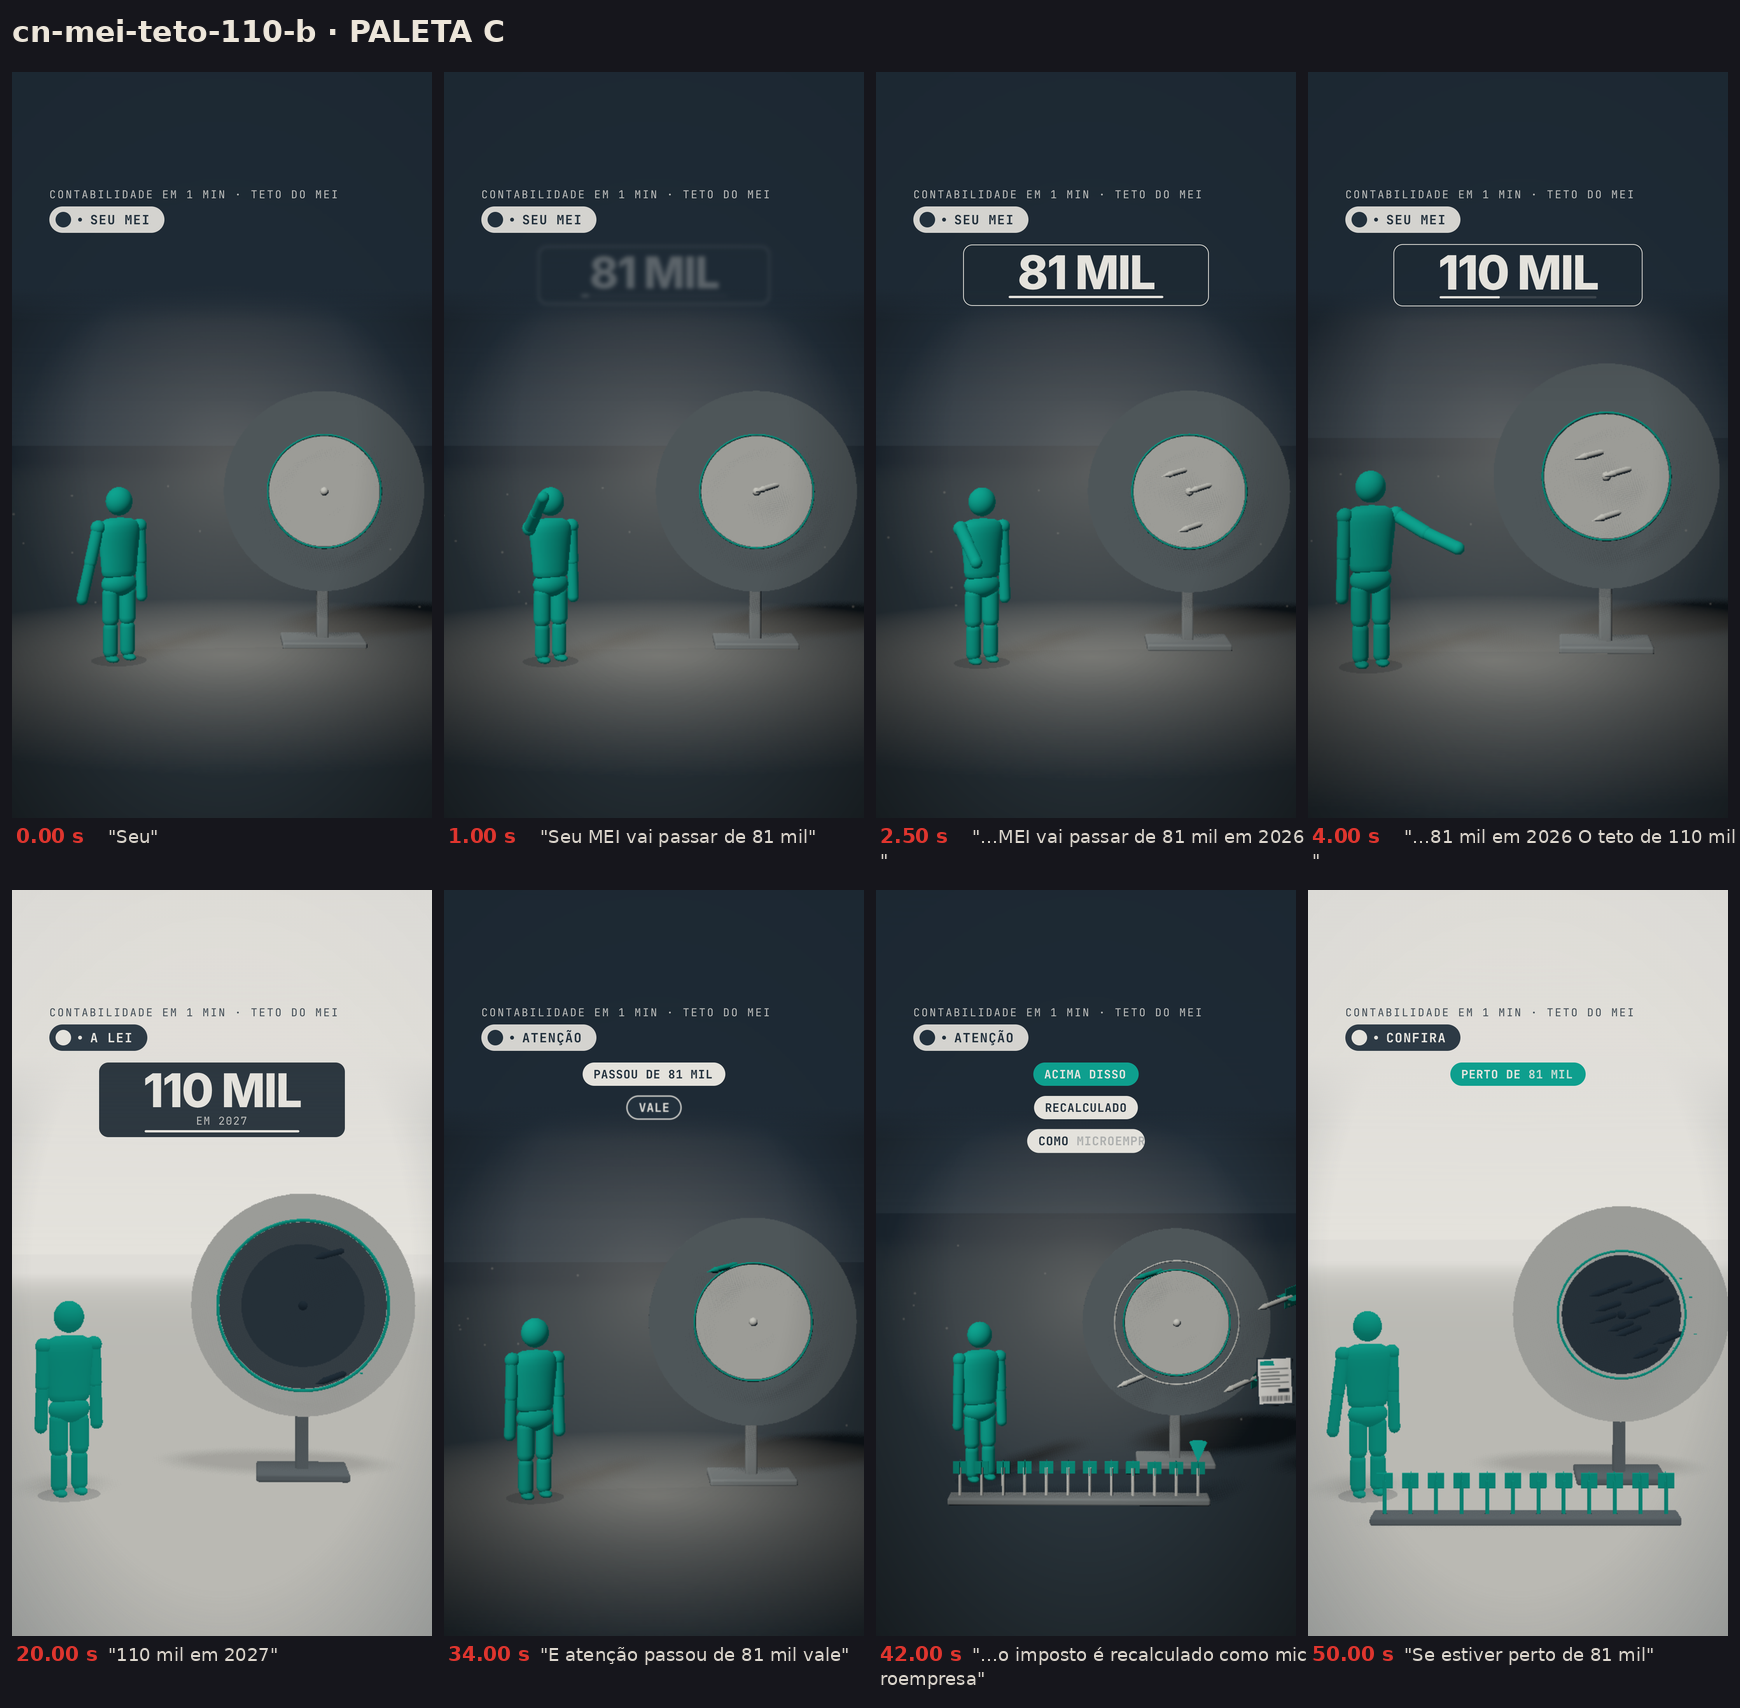 cn-mei-teto-110-b · PALETA C
CONTABILIDADE EM 1 MIN · TETO DO MEI
• SEU MEI
0.00 s "Seu"
CONTABILIDADE EM 1 MIN · TETO DO MEI
• SEU MEI
81 MIL
1.00 s "Seu MEI vai passar de 81 mil"
CONTABILIDADE EM 1 MIN · TETO DO MEI
• SEU MEI
81 MIL
2.50 s "...MEI vai passar de 81 mil em 2026
"
CONTABILIDADE EM 1 MIN · TETO DO MEI
• SEU MEI
110 MIL
4.00 s "...81 mil em 2026 O teto de 110 mil
"
CONTABILIDADE EM 1 MIN · TETO DO MEI
• A LEI
110 MIL
EM 2027
20.00 s "110 mil em 2027"
CONTABILIDADE EM 1 MIN · TETO DO MEI
• ATENÇÃO
PASSOU DE 81 MIL
VALE
34.00 s "E atenção passou de 81 mil vale"
CONTABILIDADE EM 1 MIN · TETO DO MEI
• ATENÇÃO
ACIMA DISSO
RECALCULADO
COMO MICROEMPR
42.00 s "...o imposto é recalculado como mic
roempresa"
CONTABILIDADE EM 1 MIN · TETO DO MEI
• CONFIRA
PERTO DE 81 MIL
50.00 s "Se estiver perto de 81 mil"